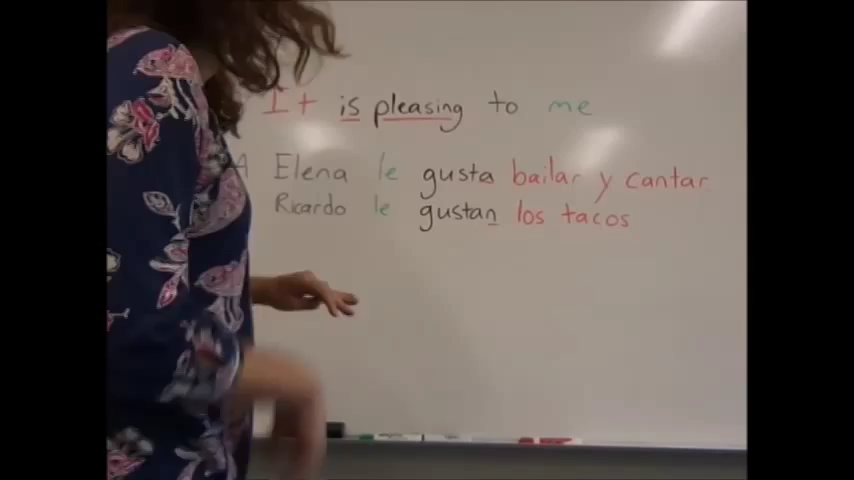 It is pleasing to me
A Elena le gusta bailar y cantar
Ricardo le gustan los tacos